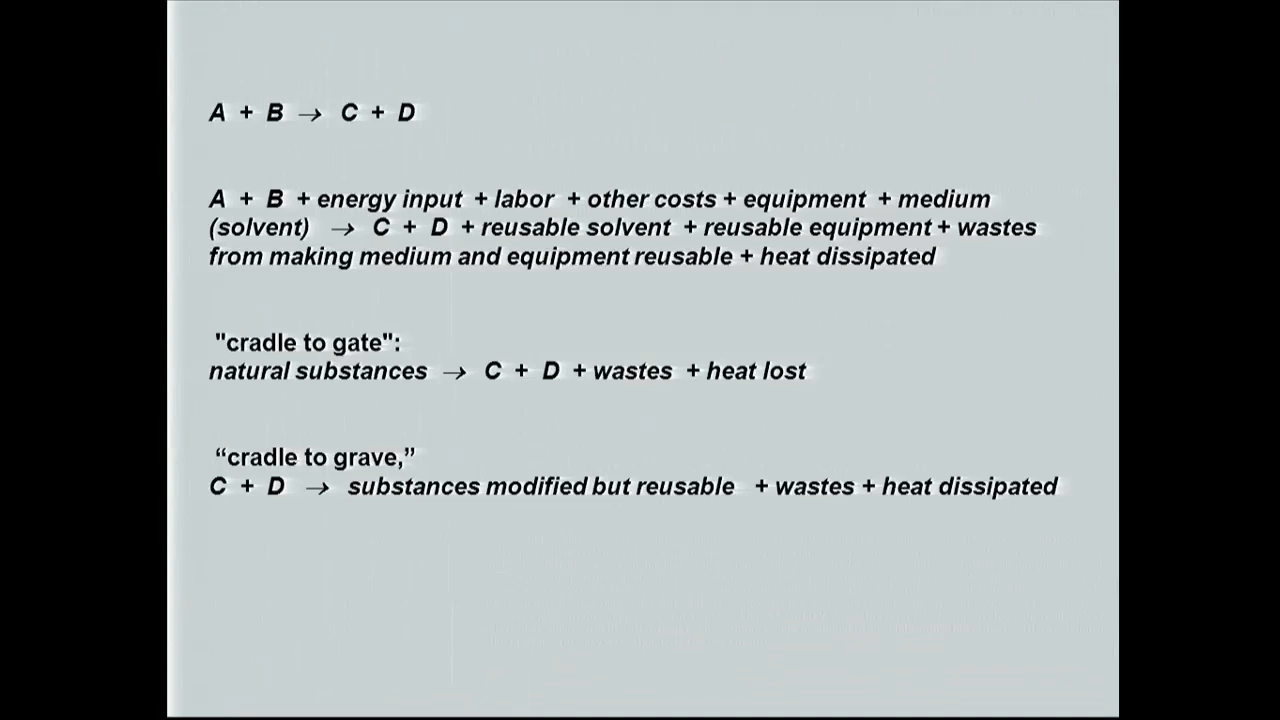 A + B → C + D
A + B + energy input + labor + other costs + equipment + medium
(solvent) → C + D + reusable solvent + reusable equipment + wastes
from making medium and equipment reusable + heat dissipated
"cradle to gate":
natural substances → C + D + wastes + heat lost
“cradle to grave,”
C + D → substances modified but reusable + wastes + heat dissipated